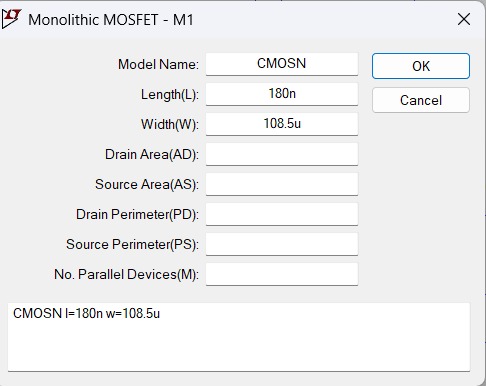 Monolithic MOSFET - M1
Model Name: CMOSN
OK
Length(L): 180n
Cancel
Width(W): 108.5u
Drain Area(AD):
Source Area(AS):
Drain Perimeter(PD):
Source Perimeter(PS):
No. Parallel Devices(M):
CMOSN l=180n w=108.5u